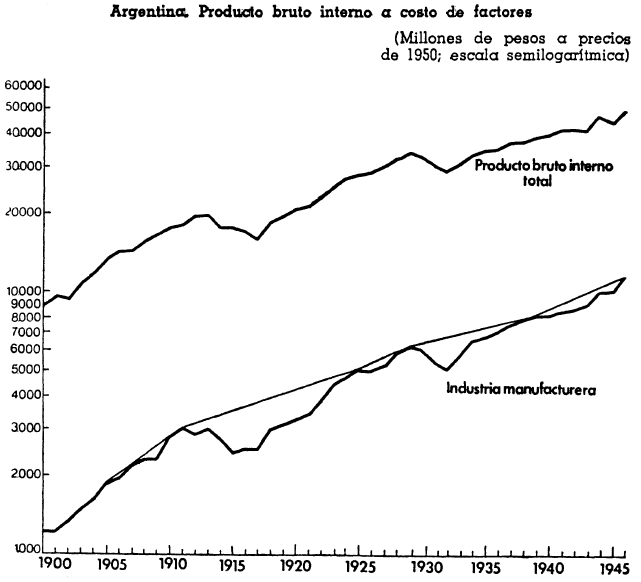 Argentina. Producto bruto interno a costo de factores
(Millones de pesos a precios
de 1950; escala semilogarítmica)
60000
50000
40000
30000
20000
10000
9000
8000
7000
6000
5000
4000
3000
2000
1000
Producto bruto interno
total
Industria manufacturera
1900 1905 1910 1915 1920 1925 1930 1935 1940 1945